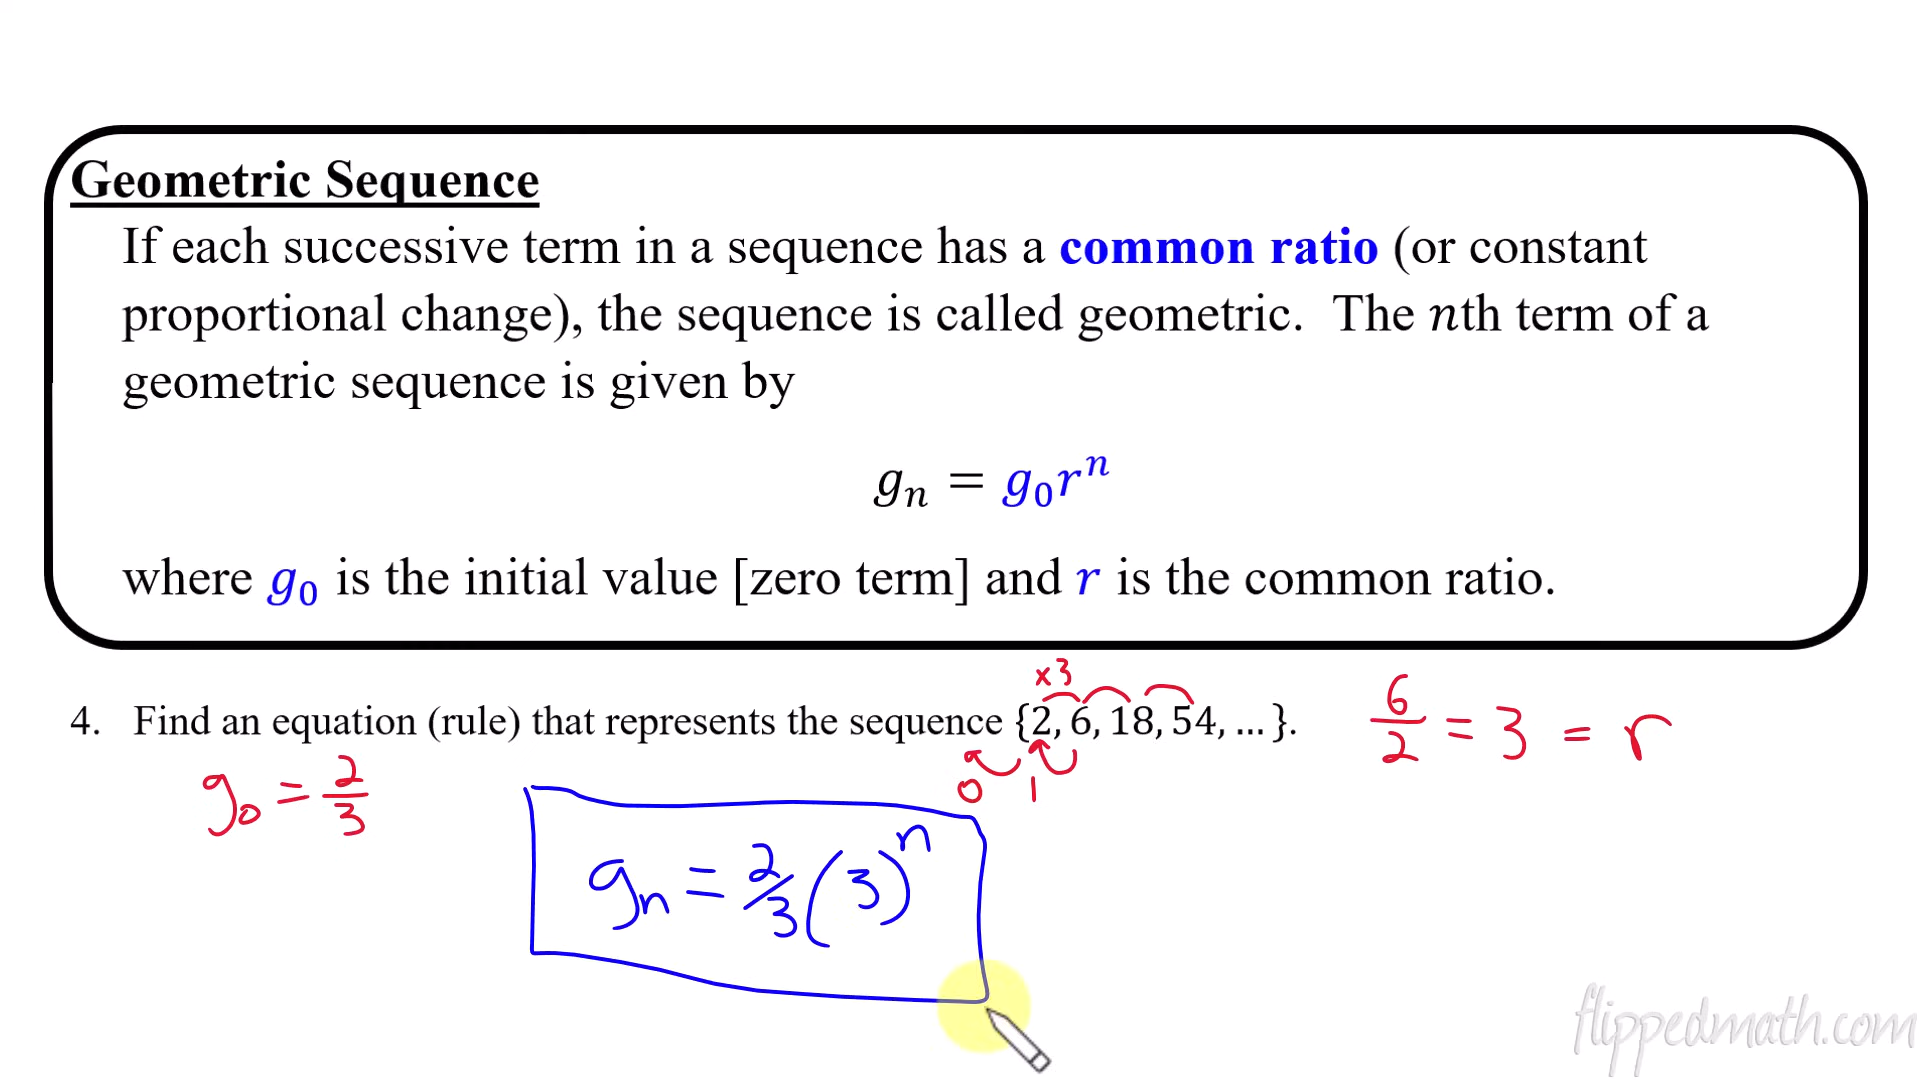 Geometric Sequence
If each successive term in a sequence has a common ratio (or constant
proportional change), the sequence is called geometric. The 𝑛th term of a
geometric sequence is given by
gₙ = g₀rⁿ
where g₀ is the initial value [zero term] and r is the common ratio.
x3
4. Find an equation (rule) that represents the sequence {2, 6, 18, 54, … }.
6/2 = 3 = r
0 1
g₀ = 2/3
gₙ = 2/3 (3)ⁿ
flippedmath.com